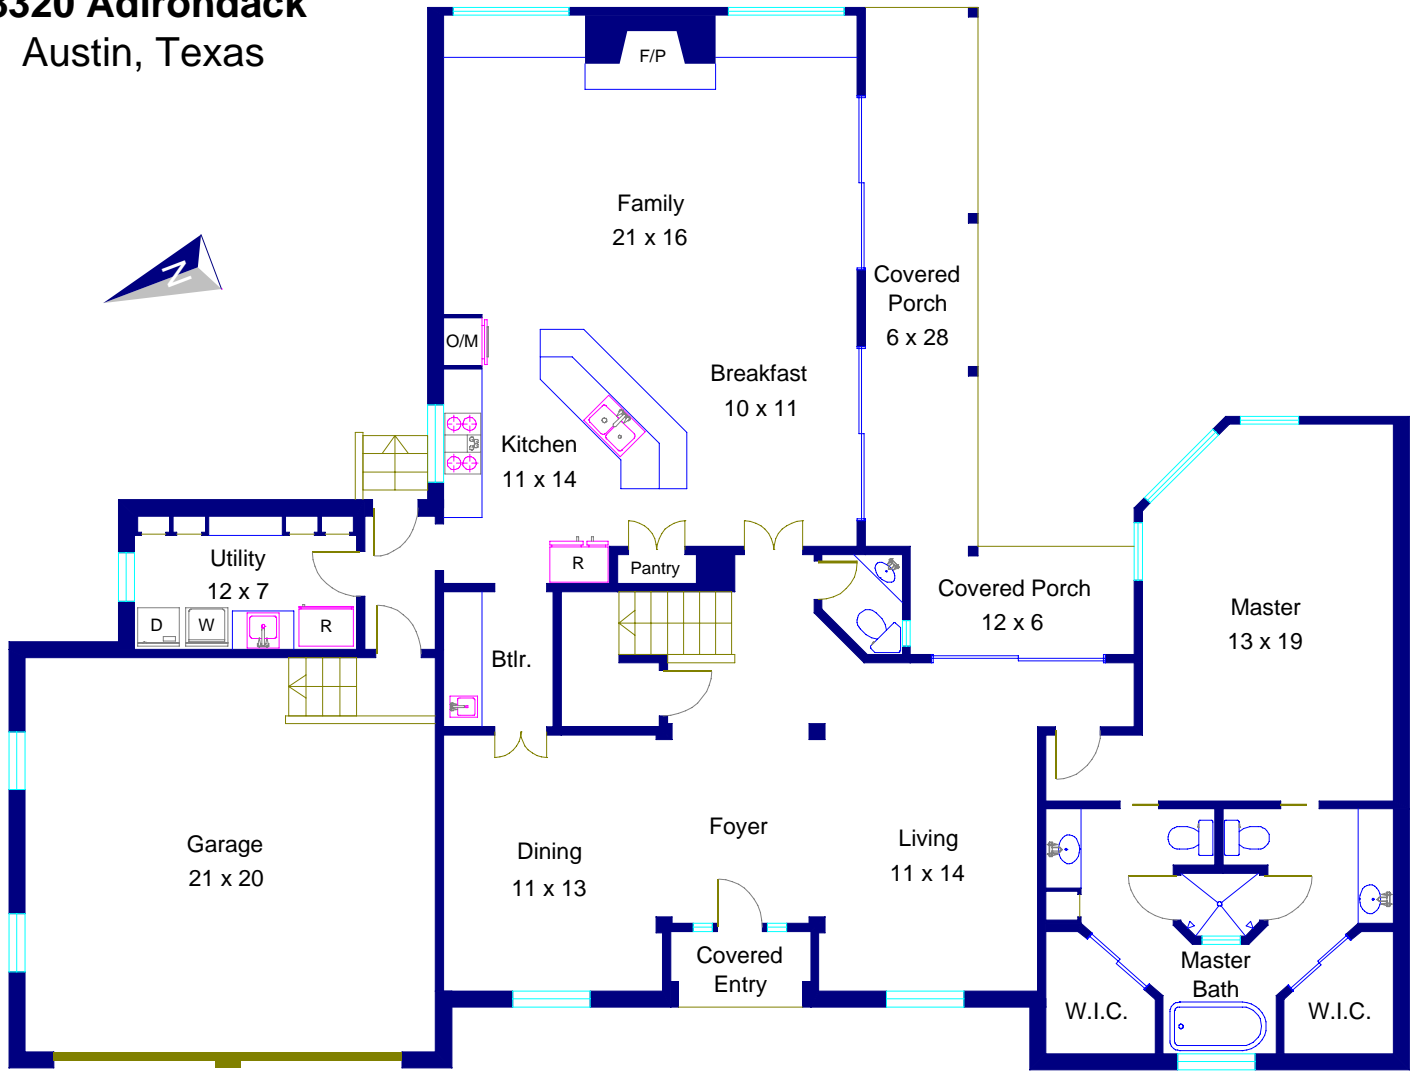 8320 Adirondack
Austin, Texas
F/P
Family
21 x 16
N
Covered
Porch
6 x 28
O/M
Breakfast
10 x 11
Kitchen
11 x 14
Utility
12 x 7
R
Pantry
Covered Porch
12 x 6
Master
13 x 19
D
W
R
Btlr.
Garage
21 x 20
Dining
11 x 13
Foyer
Living
11 x 14
Covered
Entry
Master
Bath
W.I.C.
W.I.C.